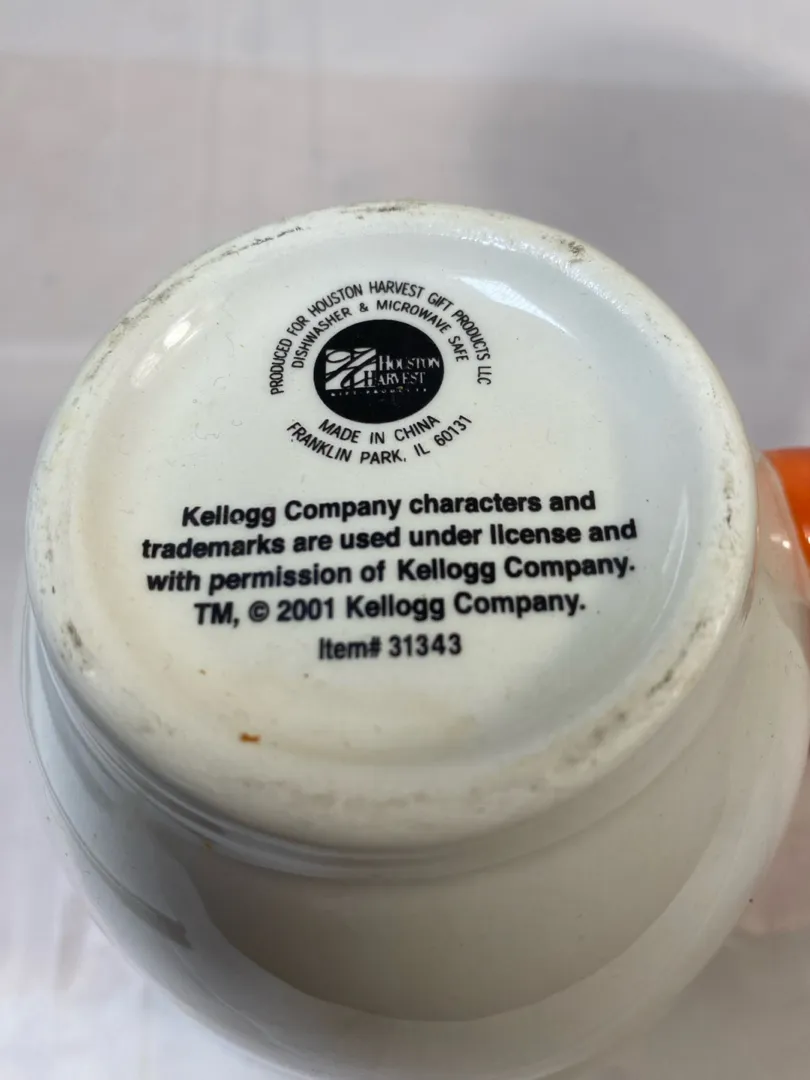 PRODUCED FOR HOUSTON HARVEST GIFT PRODUCTS LLC
DISHWASHER & MICROWAVE SAFE
HOUSTON
HARVEST
GIFT PRODUCTS
MADE IN CHINA
FRANKLIN PARK, IL 60131
Kellogg Company characters and
trademarks are used under license and
with permission of Kellogg Company.
TM, © 2001 Kellogg Company.
Item# 31343